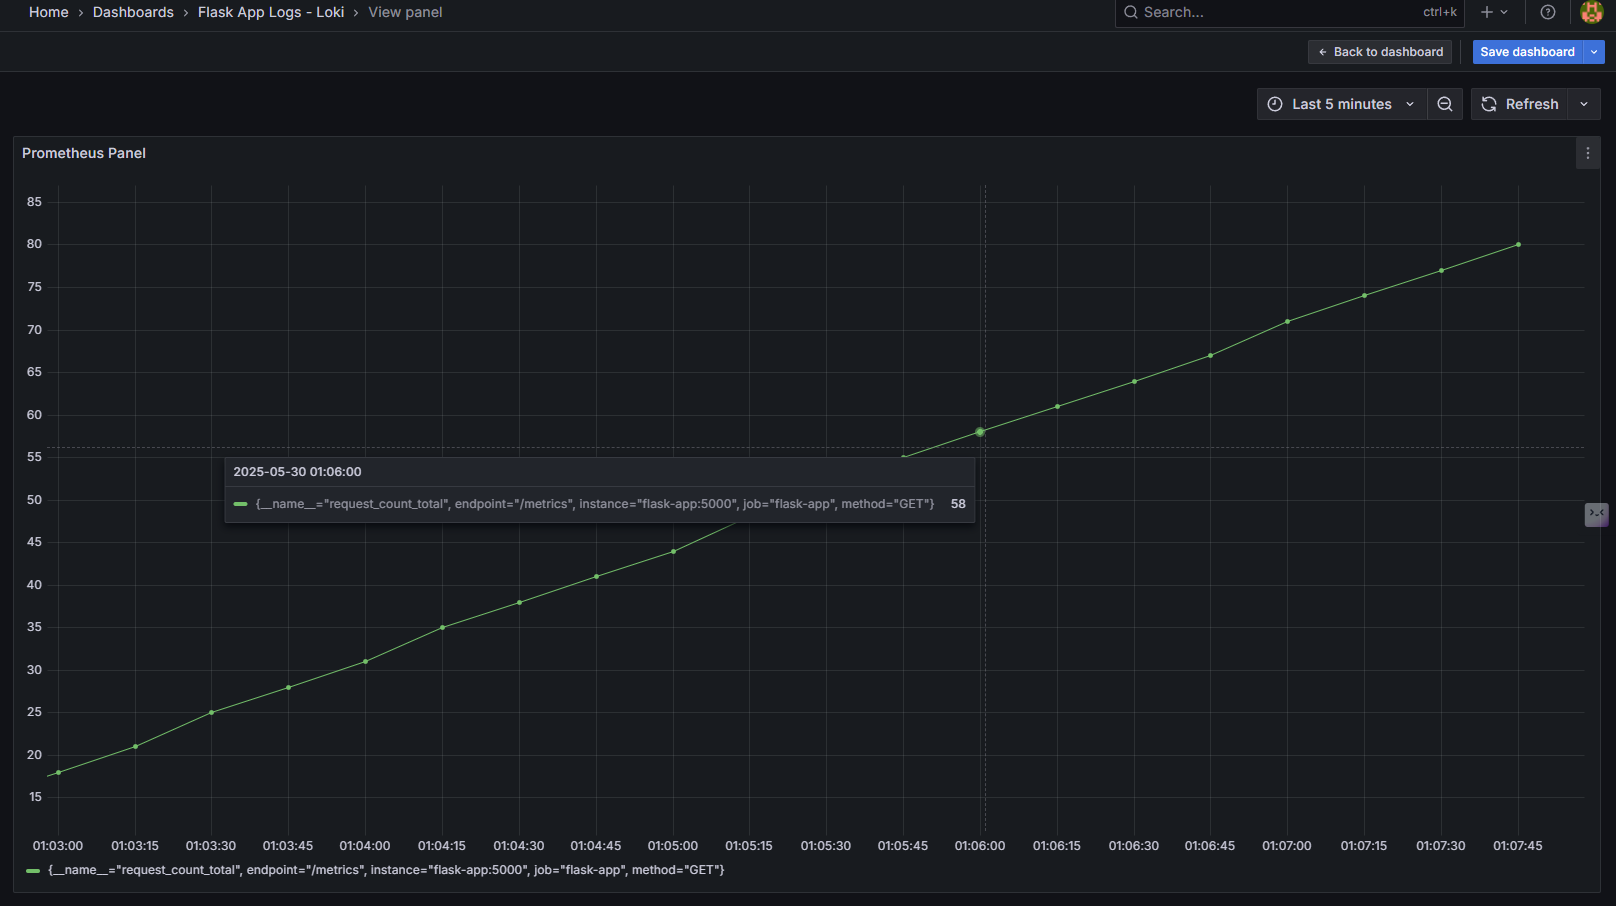 Home › Dashboards › Flask App Logs - Loki › View panel
Search... ctrl+k
← Back to dashboard
Save dashboard
Last 5 minutes
Refresh
Prometheus Panel
85
80
75
70
65
60
55
50
45
40
35
30
25
20
15
2025-05-30 01:06:00
{__name__="request_count_total", endpoint="/metrics", instance="flask-app:5000", job="flask-app", method="GET"} 58
01:03:00 01:03:15 01:03:30 01:03:45 01:04:00 01:04:15 01:04:30 01:04:45 01:05:00 01:05:15 01:05:30 01:05:45 01:06:00 01:06:15 01:06:30 01:06:45 01:07:00 01:07:15 01:07:30 01:07:45
{__name__="request_count_total", endpoint="/metrics", instance="flask-app:5000", job="flask-app", method="GET"}